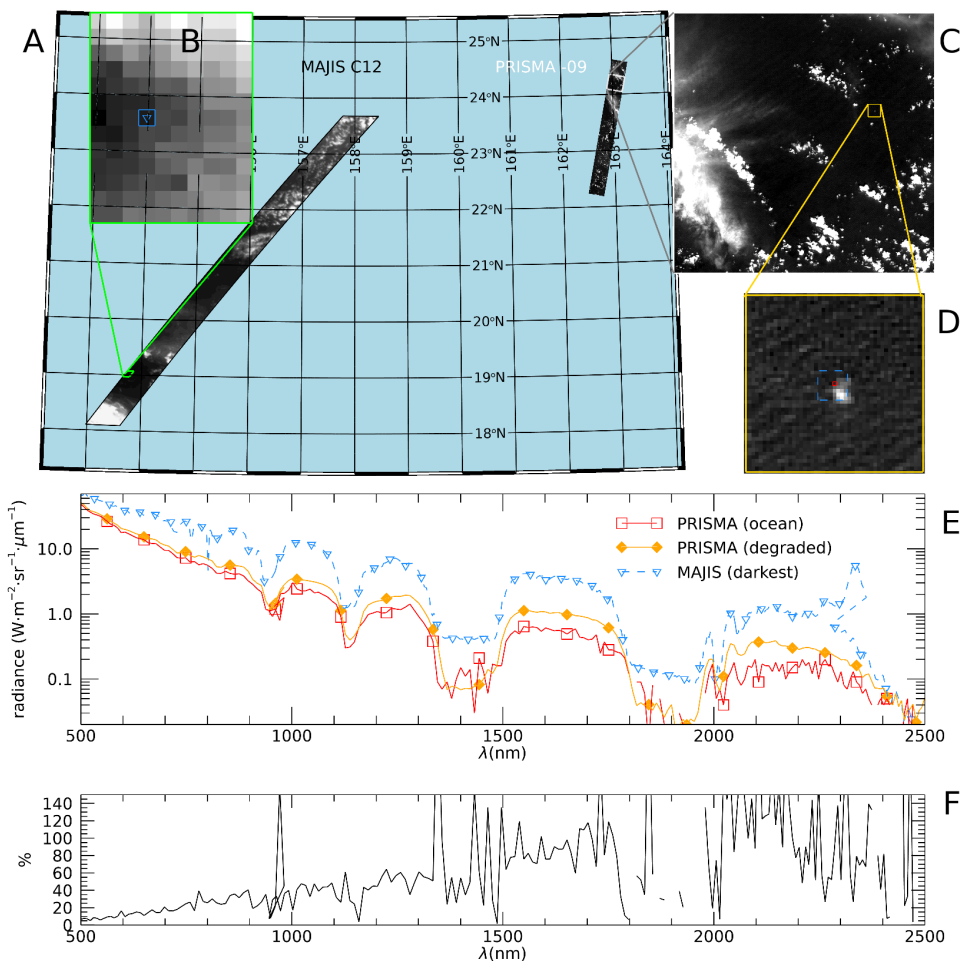 A
B
C
MAJIS C12
PRISMA -09
25°N
24°N
23°N
22°N
21°N
20°N
19°N
18°N
157°E
158°E
159°E
160°E
161°E
162°E
163°E
164°E
D
E
radiance (W·m⁻²·sr⁻¹·μm⁻¹)
10.0
1.0
0.1
PRISMA (ocean)
PRISMA (degraded)
MAJIS (darkest)
500
1000
1500
2000
2500
λ(nm)
F
%
140
120
100
80
60
40
20
0
500
1000
1500
2000
2500
λ(nm)